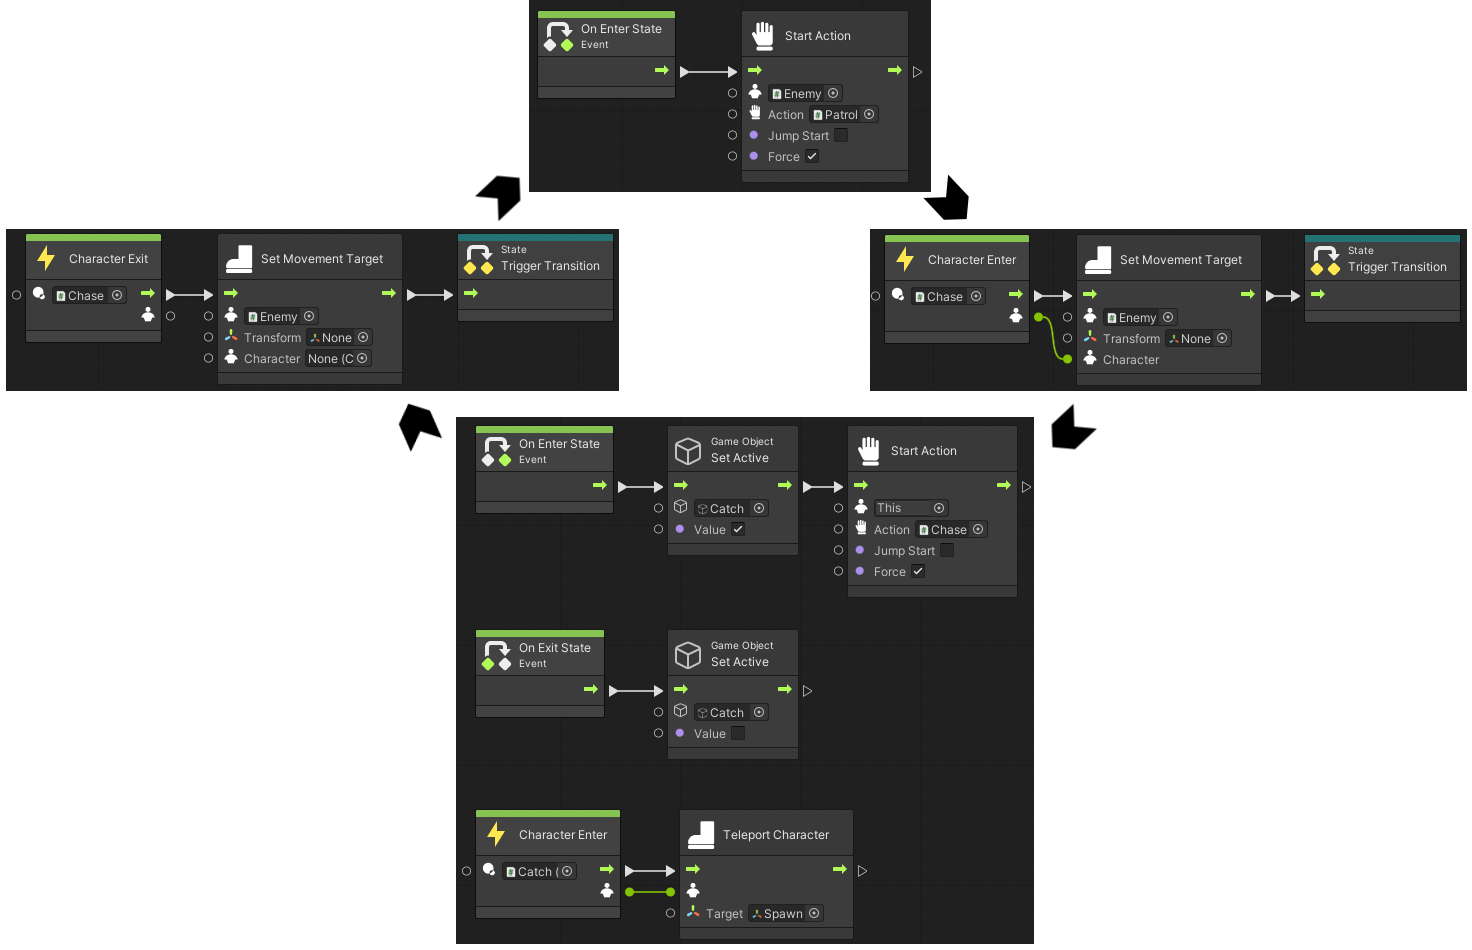 On Enter State
Event
Start Action
Enemy
Action Patrol
Jump Start
Force
Character Exit
Chase
Set Movement Target
Enemy
Transform None
Character None (C
State
Trigger Transition
Character Enter
Chase
Set Movement Target
Enemy
Transform None
Character
State
Trigger Transition
On Enter State
Event
Game Object
Set Active
Catch
Value
Start Action
This
Action Chase
Jump Start
Force
On Exit State
Event
Game Object
Set Active
Catch
Value
Character Enter
Catch (
Teleport Character
Target Spawn